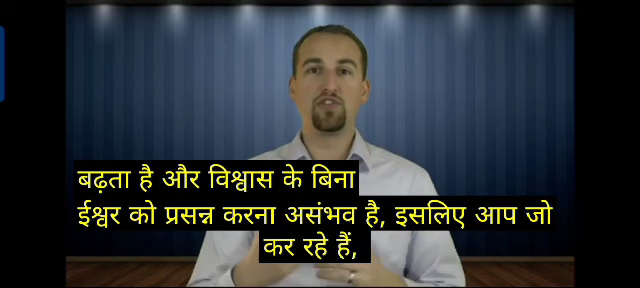 बढ़ता है और विश्वास के बिना
ईश्वर को प्रसन्न करना असंभव है, इसलिए आप जो
कर रहे हैं,